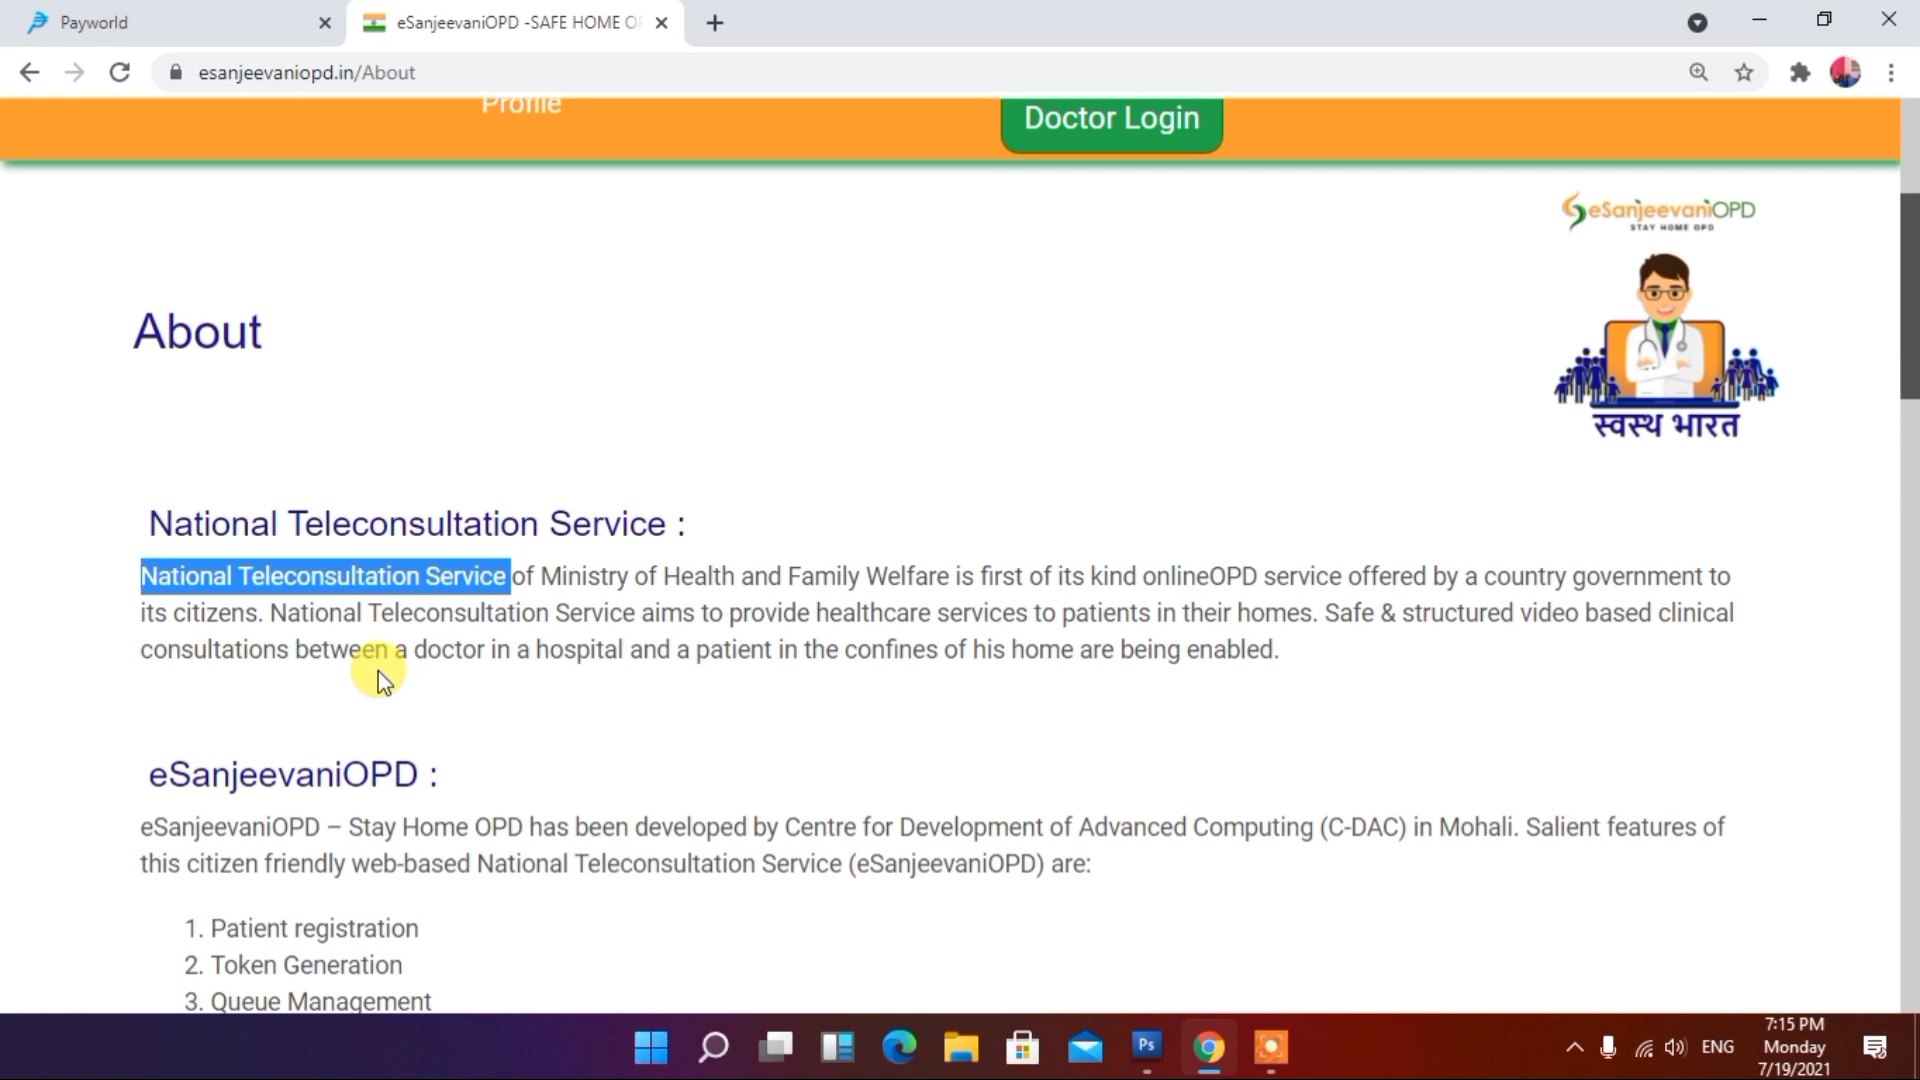 Payworld
eSanjeevaniOPD -SAFE HOME O
esanjeevaniopd.in/About
Profile
Doctor Login
eSanjeevaniOPD
STAY HOME OPD
स्वस्थ भारत
About
National Teleconsultation Service :
National Teleconsultation Service of Ministry of Health and Family Welfare is first of its kind onlineOPD service offered by a country government to
its citizens. National Teleconsultation Service aims to provide healthcare services to patients in their homes. Safe & structured video based clinical
consultations between a doctor in a hospital and a patient in the confines of his home are being enabled.
eSanjeevaniOPD :
eSanjeevaniOPD – Stay Home OPD has been developed by Centre for Development of Advanced Computing (C-DAC) in Mohali. Salient features of
this citizen friendly web-based National Teleconsultation Service (eSanjeevaniOPD) are:
1. Patient registration
2. Token Generation
3. Queue Management
Ps
ENG
7:15 PM
Monday
7/19/2021